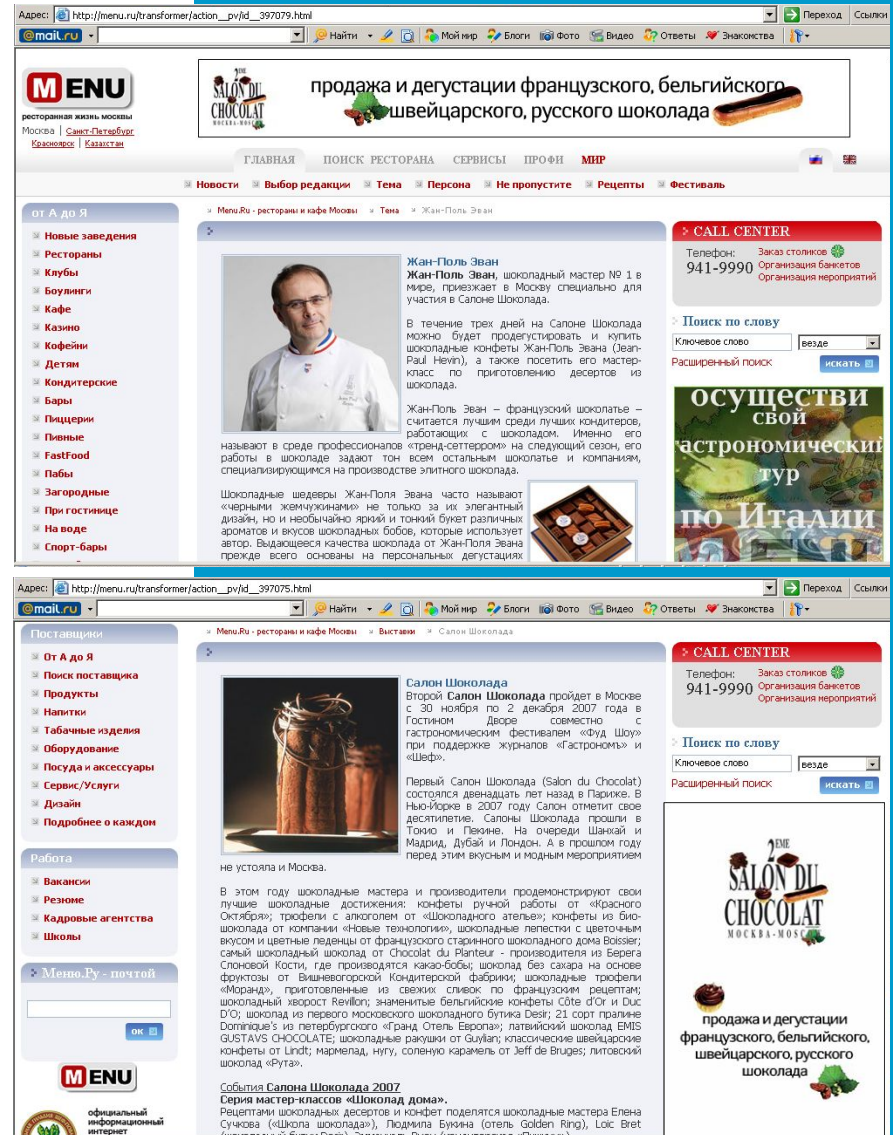 Адрес: http://menu.ru/transformer/action__pv/id__397079.html Переход Ссылки
@mail.ru Найти Мой мир Блоги Фото Видео Ответы Знакомства
MENU
ресторанная жизнь москвы
Москва | Санкт-Петербург
Красноярск | Казахстан
2EME
SALON DU
CHOCOLAT
МОСКВА-MOSCOU
продажа и дегустации французского, бельгийского,
швейцарского, русского шоколада
ГЛАВНАЯ ПОИСК РЕСТОРАНА СЕРВИСЫ ПРОФИ МИР
Новости Выбор редакции Тема Персона Не пропустите Рецепты Фестиваль
от А до Я
Новые заведения
Рестораны
Клубы
Боулинги
Кафе
Казино
Кофейни
Детям
Кондитерские
Бары
Пиццерии
Пивные
FastFood
Пабы
Загородные
При гостинице
На воде
Спорт-бары
Menu.Ru - рестораны и кафе Москвы Тема Жан-Поль Эван
Жан-Поль Эван
Жан-Поль Эван, шоколадный мастер № 1 в
мире, приезжает в Москву специально для
участия в Салоне Шоколада.
В течение трех дней на Салоне Шоколада
можно будет продегустировать и купить
шоколадные конфеты Жан-Поль Эвана (Jean-
Paul Hevin), а также посетить его мастер-
класс по приготовлению десертов из
шоколада.
Жан-Поль Эван – французский шоколатье –
считается лучшим среди лучших кондитеров,
работающих с шоколадом. Именно его
называют в среде профессионалов «тренд-сеттерром» на следующий сезон, его
работы в шоколаде задают тон всем остальным шоколатье и компаниям,
специализирующимся на производстве элитного шоколада.
Шоколадные шедевры Жан-Поля Эвана часто называют
«черными жемчужинами» не только за их элегантный
дизайн, но и необычайно яркий и тонкий букет различных
ароматов и вкусов шоколадных бобов, которые использует
автор. Выдающееся качества шоколада от Жан-Поля Эвана
прежде всего основаны на персональных дегустациях
CALL CENTER
Телефон:
941-9990
Заказ столиков
Организация банкетов
Организация мероприятий
Поиск по слову
Ключевое слово везде
Расширенный поиск искать
осуществи
свой
гастрономический
тур
по Италии
Адрес: http://menu.ru/transformer/action__pv/id__397075.html Переход Ссылки
@mail.ru Найти Мой мир Блоги Фото Видео Ответы Знакомства
Поставщики
От А до Я
Поиск поставщика
Продукты
Напитки
Табачные изделия
Оборудование
Посуда и аксессуары
Сервис/Услуги
Дизайн
Подробнее о каждом
Работа
Вакансии
Резюме
Кадровые агентства
Школы
Меню.Ру - почтой
ок
MENU
официальный
информационный
интернет
Menu.Ru - рестораны и кафе Москвы Выставки Салон Шоколада
Салон Шоколада
Второй Салон Шоколада пройдет в Москве
с 30 ноября по 2 декабря 2007 года в
Гостином Дворе совместно с
гастрономическим фестивалем «Фуд Шоу»
при поддержке журналов «Гастрономъ» и
«Шеф».
Первый Салон Шоколада (Salon du Chocolat)
состоялся двенадцать лет назад в Париже. В
Нью-Йорке в 2007 году Салон отметит свое
десятилетие. Салоны Шоколада прошли в
Токио и Пекине. На очереди Шанхай и
Мадрид, Дубай и Лондон. А в прошлом году
перед этим вкусным и модным мероприятием
не устояла и Москва.
В этом году шоколадные мастера и производители продемонстрируют свои
лучшие шоколадные достижения: конфеты ручной работы от «Красного
Октября»; трюфели с алкоголем от «Шоколадного ателье»; конфеты из био-
шоколада от компании «Новые технологии», шоколадные лепестки с цветочным
вкусом и цветные леденцы от французского старинного шоколадного дома Boissier;
самый шоколадный шоколад от Chocolat du Planteur - производителя из Берега
Слоновой Кости, где производятся какао-бобы; шоколад без сахара на основе
фруктозы от Вишневогорской Кондитерской фабрики; шоколадные трюфели
«Моранд», приготовленные из свежих сливок по французским рецептам;
шоколадный хворост Revillon; знаменитые бельгийские конфеты Côte d'Or и Duc
D'O; шоколад из первого московского шоколадного бутика Desir; 21 сорт пралине
Dominique's из петербургского «Гранд Отель Европа»; латвийский шоколад EMIS
GUSTAVS CHOCOLATE; шоколадные ракушки от Guylian; классические швейцарские
конфеты от Lindt; мармелад, нугу, соленую карамель от Jeff de Bruges; литовский
шоколад «Рута».
События Салона Шоколада 2007
Серия мастер-классов «Шоколад дома».
Рецептами шоколадных десертов и конфет поделятся шоколадные мастера Елена
Сучкова («Школа шоколада»), Людмила Букина (отель Golden Ring), Loic Bret
CALL CENTER
Телефон:
941-9990
Заказ столиков
Организация банкетов
Организация мероприятий
Поиск по слову
Ключевое слово везде
Расширенный поиск искать
2EME
SALON DU
CHOCOLAT
МОСКВА-MOSCOU
продажа и дегустации
французского, бельгийского,
швейцарского, русского
шоколада